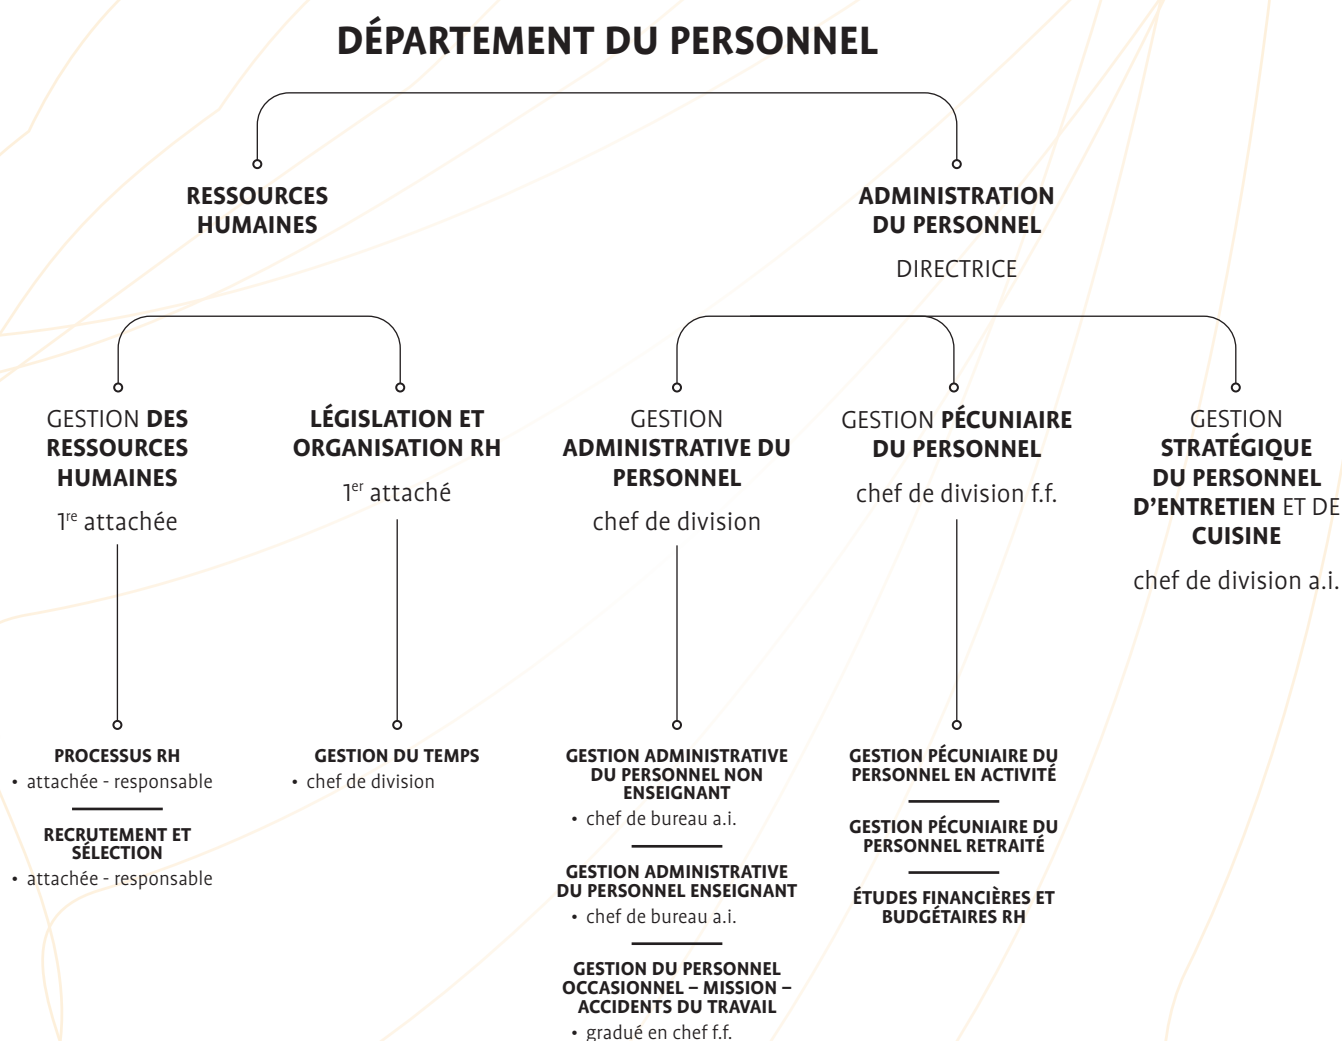 DÉPARTEMENT DU PERSONNEL
RESSOURCES
HUMAINES
ADMINISTRATION
DU PERSONNEL
DIRECTRICE
GESTION DES
RESSOURCES
HUMAINES
1re attachée
LÉGISLATION ET
ORGANISATION RH
1er attaché
GESTION
ADMINISTRATIVE DU
PERSONNEL
chef de division
GESTION PÉCUNIAIRE
DU PERSONNEL
chef de division f.f.
GESTION
STRATÉGIQUE
DU PERSONNEL
D’ENTRETIEN ET DE
CUISINE
chef de division a.i.
PROCESSUS RH
• attachée - responsable
RECRUTEMENT ET
SÉLECTION
• attachée - responsable
GESTION DU TEMPS
• chef de division
GESTION ADMINISTRATIVE
DU PERSONNEL NON
ENSEIGNANT
• chef de bureau a.i.
GESTION ADMINISTRATIVE
DU PERSONNEL ENSEIGNANT
• chef de bureau a.i.
GESTION DU PERSONNEL
OCCASIONNEL – MISSION –
ACCIDENTS DU TRAVAIL
• gradué en chef f.f.
GESTION PÉCUNIAIRE DU
PERSONNEL EN ACTIVITÉ
GESTION PÉCUNIAIRE DU
PERSONNEL RETRAITÉ
ÉTUDES FINANCIÈRES ET
BUDGÉTAIRES RH